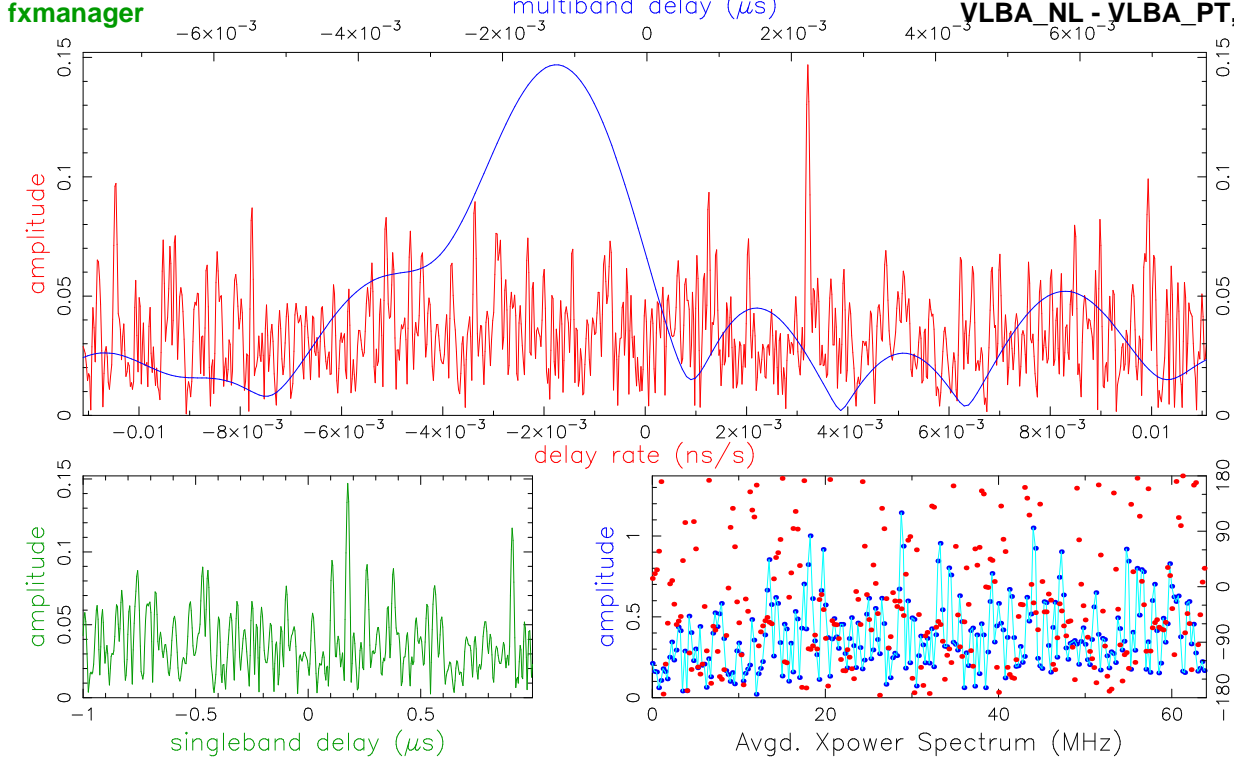 fxmanager
multiband delay (μs)
VLBA_NL - VLBA_PT,
−6×10⁻³ −4×10⁻³ −2×10⁻³ 0 2×10⁻³ 4×10⁻³ 6×10⁻³
amplitude
0 0.05 0.1 0.15
0 0.05 0.1 0.15
−0.01 −8×10⁻³ −6×10⁻³ −4×10⁻³ −2×10⁻³ 0 2×10⁻³ 4×10⁻³ 6×10⁻³ 8×10⁻³ 0.01
delay rate (ns/s)
amplitude
0 0.05 0.1 0.15
−1 −0.5 0 0.5
singleband delay (μs)
amplitude
0 0.5 1
−180 −90 0 90 180
0 20 40 60
Avgd. Xpower Spectrum (MHz)